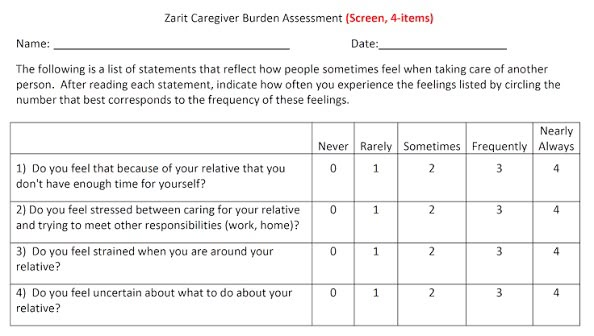 Zarit Caregiver Burden Assessment (Screen, 4-items)
Name: Date:
The following is a list of statements that reflect how people sometimes feel when taking care of another
person. After reading each statement, indicate how often you experience the feelings listed by circling the
number that best corresponds to the frequency of these feelings.
Never Rarely Sometimes Frequently Nearly
Always
1) Do you feel that because of your relative that you 0 1 2 3 4
don't have enough time for yourself?
2) Do you feel stressed between caring for your relative 0 1 2 3 4
and trying to meet other responsibilities (work, home)?
3) Do you feel strained when you are around your 0 1 2 3 4
relative?
4) Do you feel uncertain about what to do about your 0 1 2 3 4
relative?